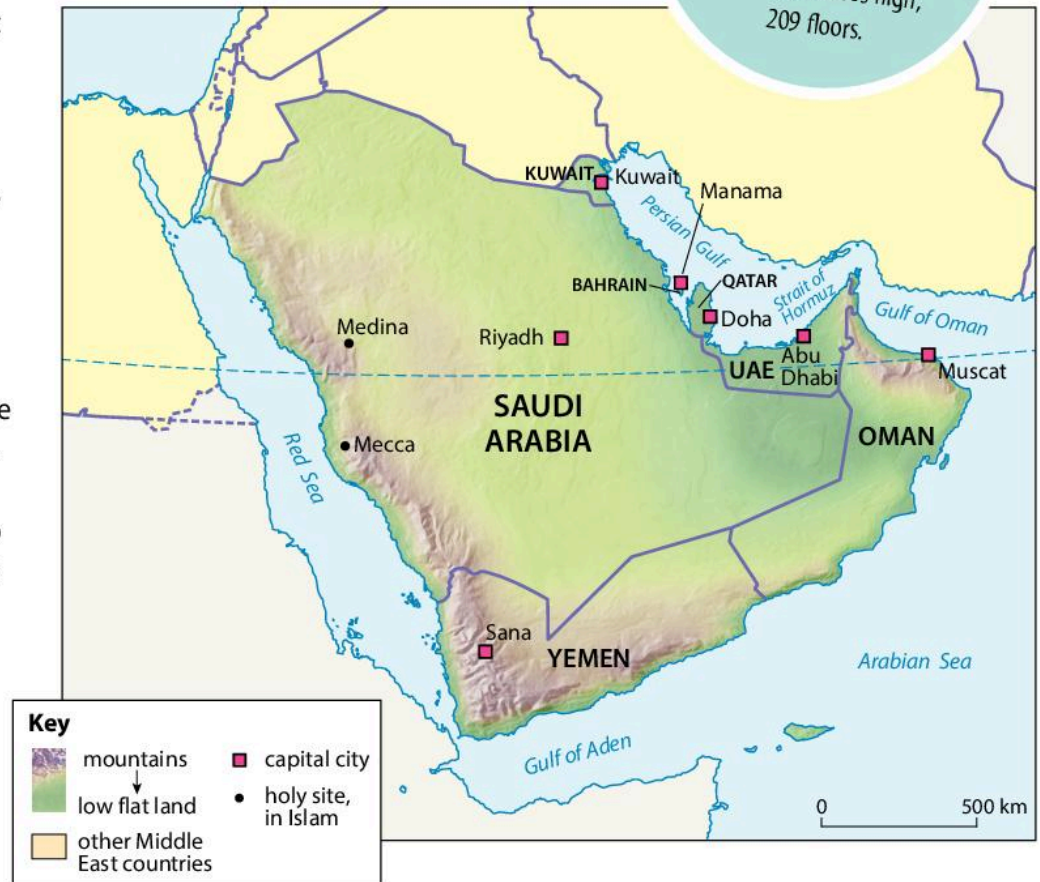 209 floors.
KUWAIT
Kuwait
Manama
Persian Gulf
BAHRAIN
QATAR
Strait of
Hormuz
Gulf of Oman
Medina
Riyadh
Doha
UAE
Abu
Dhabi
Muscat
SAUDI
ARABIA
OMAN
Mecca
Red Sea
Sana
YEMEN
Arabian Sea
Gulf of Aden
Key
mountains
low flat land
other Middle
East countries
capital city
holy site,
in Islam
0 500 km